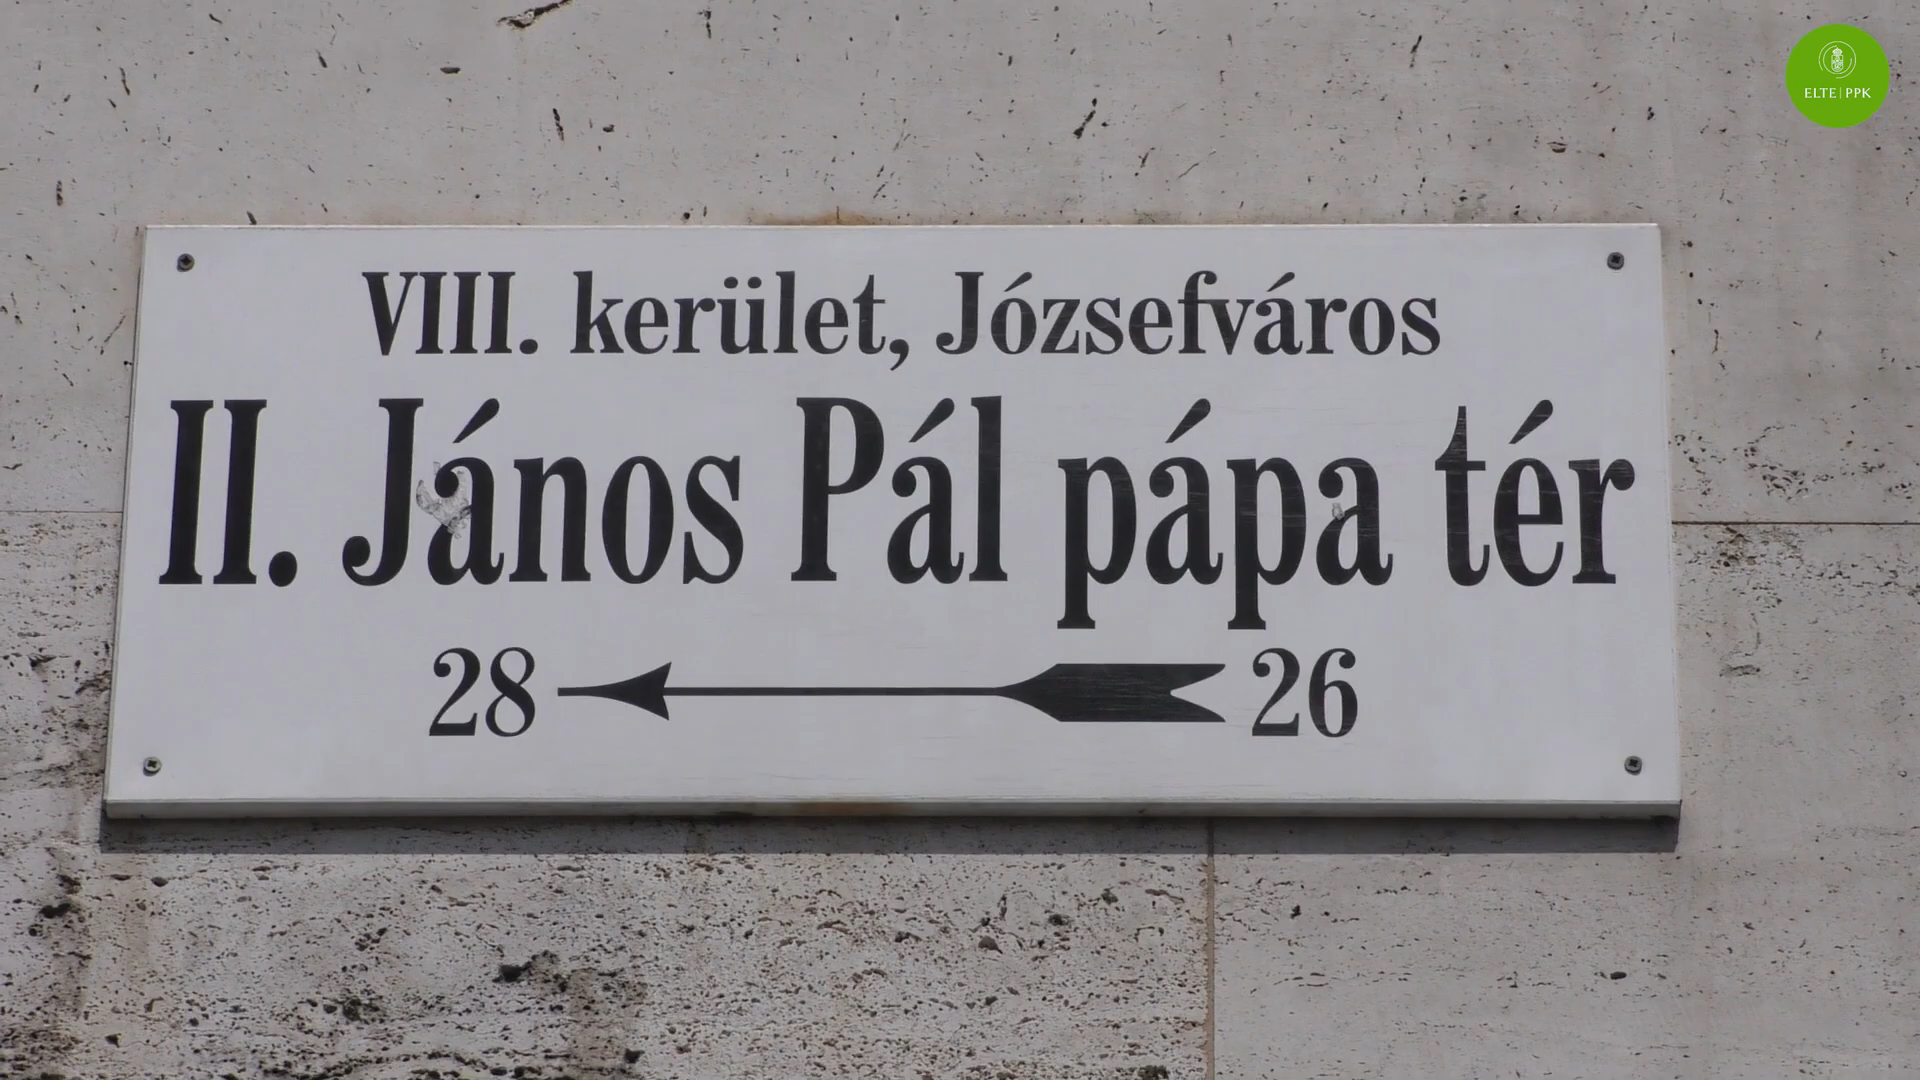 ELTE | PPK
VIII. kerület, Józsefváros
II. János Pál pápa tér
28 26